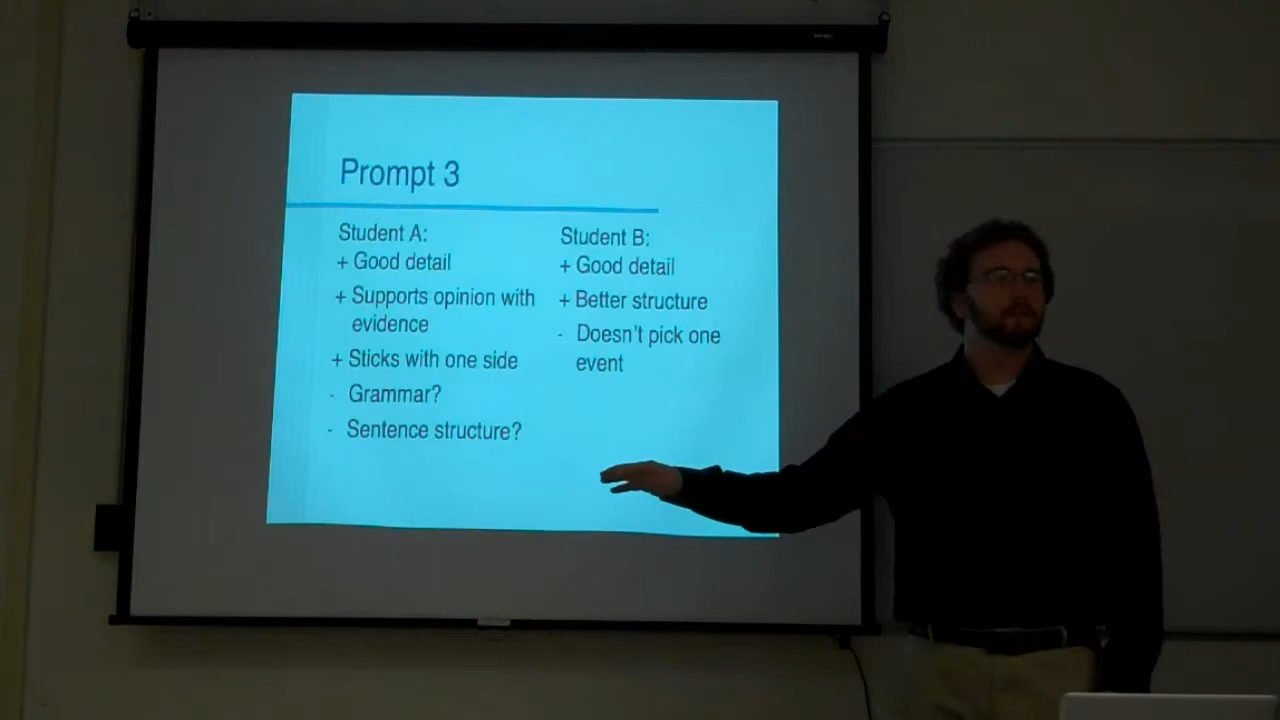 Prompt 3
Student A:
+ Good detail
+ Supports opinion with
evidence
+ Sticks with one side
- Grammar?
- Sentence structure?
Student B:
+ Good detail
+ Better structure
- Doesn't pick one
event